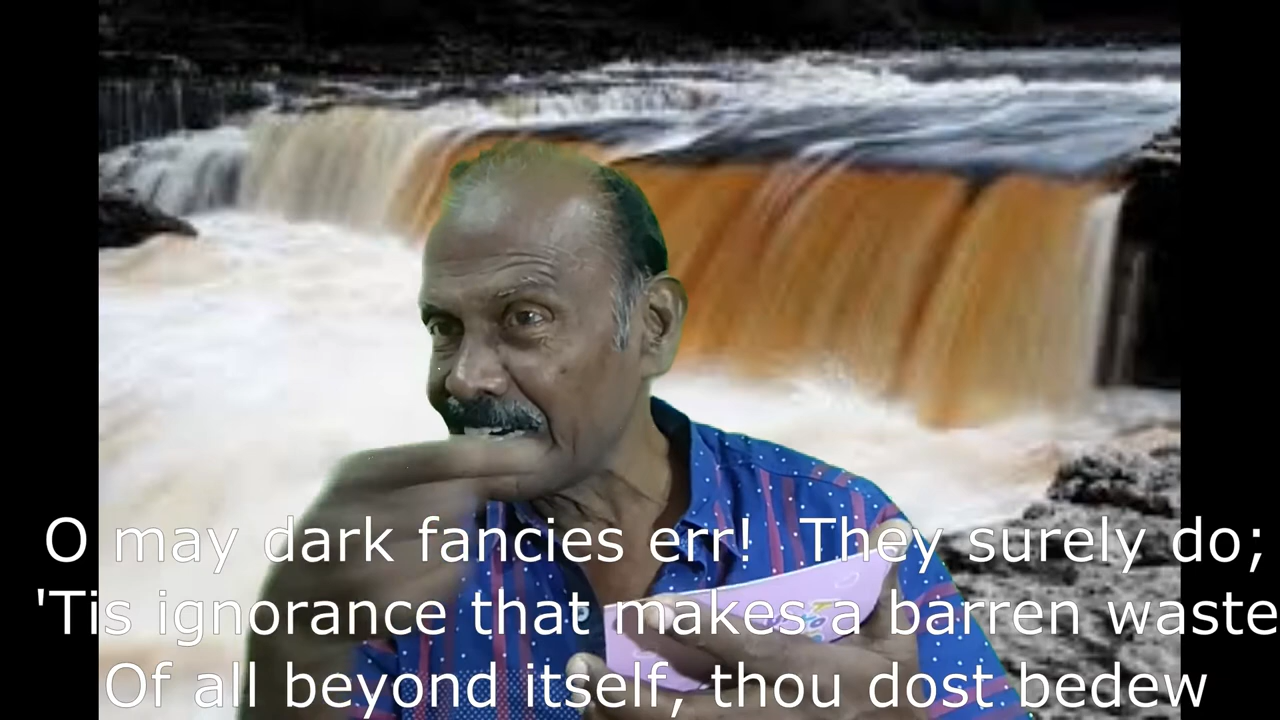 O may dark fancies err!  They surely do;
'Tis ignorance that makes a barren waste
Of all beyond itself, thou dost bedew